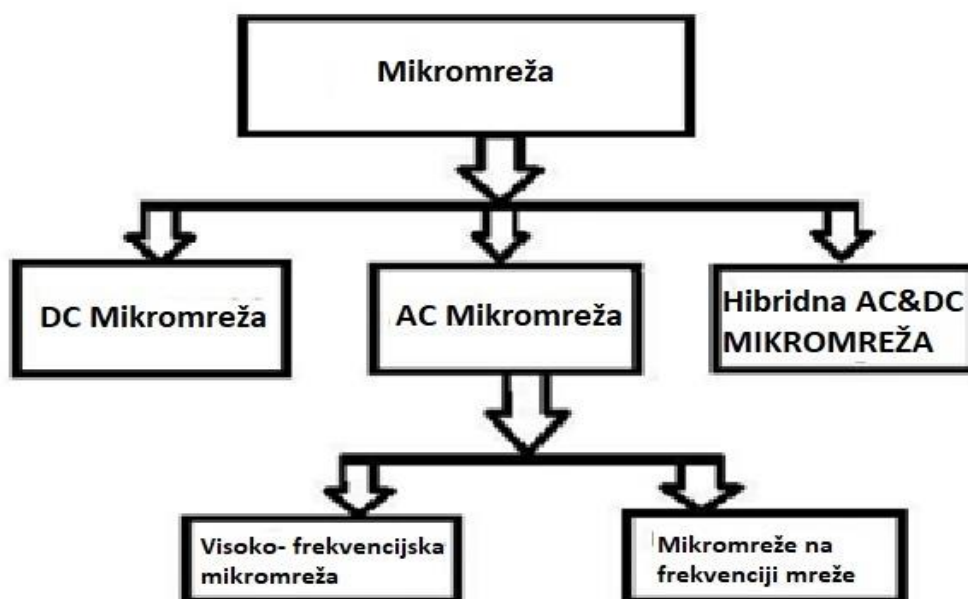 Mikromreža
DC Mikromreža
AC Mikromreža
Hibridna AC&DC
MIKROMREŽA
Visoko- frekvencijska
mikromreža
Mikromreže na
frekvenciji mreže